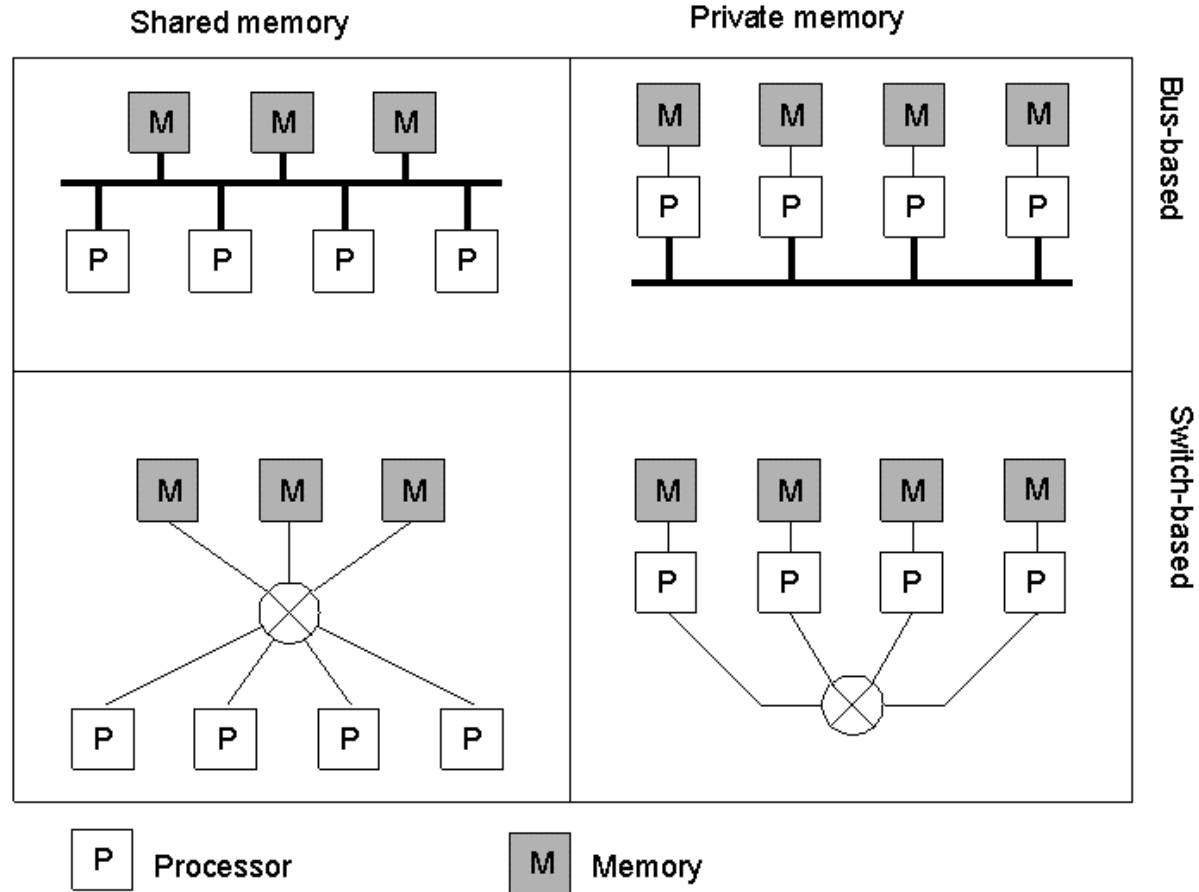 Shared memory
Private memory
M M M
P P P P
M M M M
P P P P
Bus-based
M M M
P P P P
M M M M
P P P P
Switch-based
P Processor
M Memory